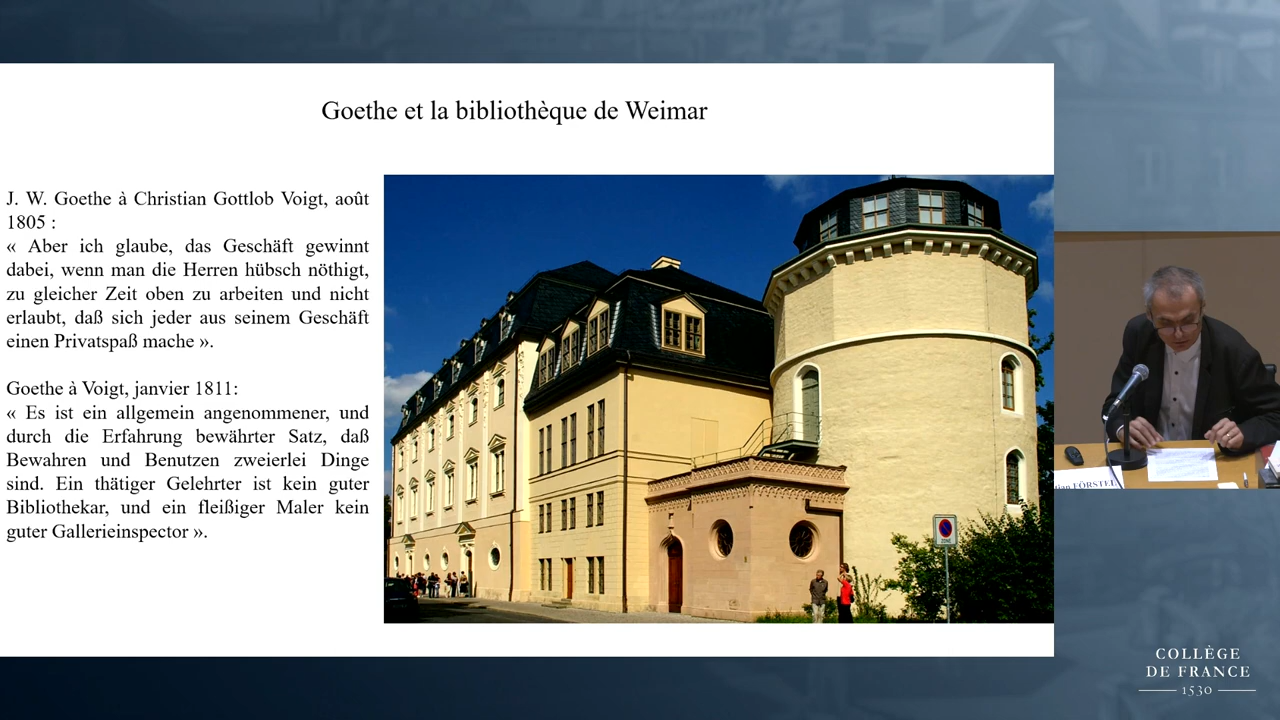 Goethe et la bibliothèque de Weimar
J. W. Goethe à Christian Gottlob Voigt, août
1805 :
« Aber ich glaube, das Geschäft gewinnt
dabei, wenn man die Herren hübsch nöthigt,
zu gleicher Zeit oben zu arbeiten und nicht
erlaubt, daß sich jeder aus seinem Geschäft
einen Privatspaß mache ».
Goethe à Voigt, janvier 1811:
« Es ist ein allgemein angenommener, und
durch die Erfahrung bewährter Satz, daß
Bewahren und Benutzen zweierlei Dinge
sind. Ein thätiger Gelehrter ist kein guter
Bibliothekar, und ein fleißiger Maler kein
guter Gallerieinspector ».
ZONE
FÖRSTEL
COLLÈGE
DE FRANCE
1530